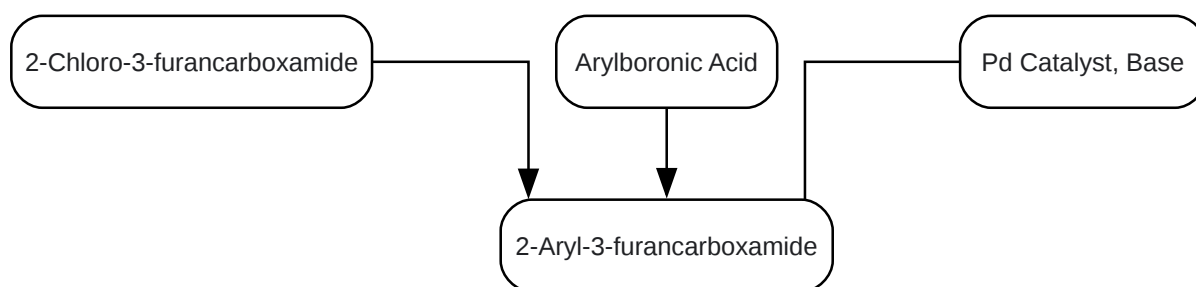 2-Chloro-3-furancarboxamide
Arylboronic Acid
Pd Catalyst, Base
2-Aryl-3-furancarboxamide